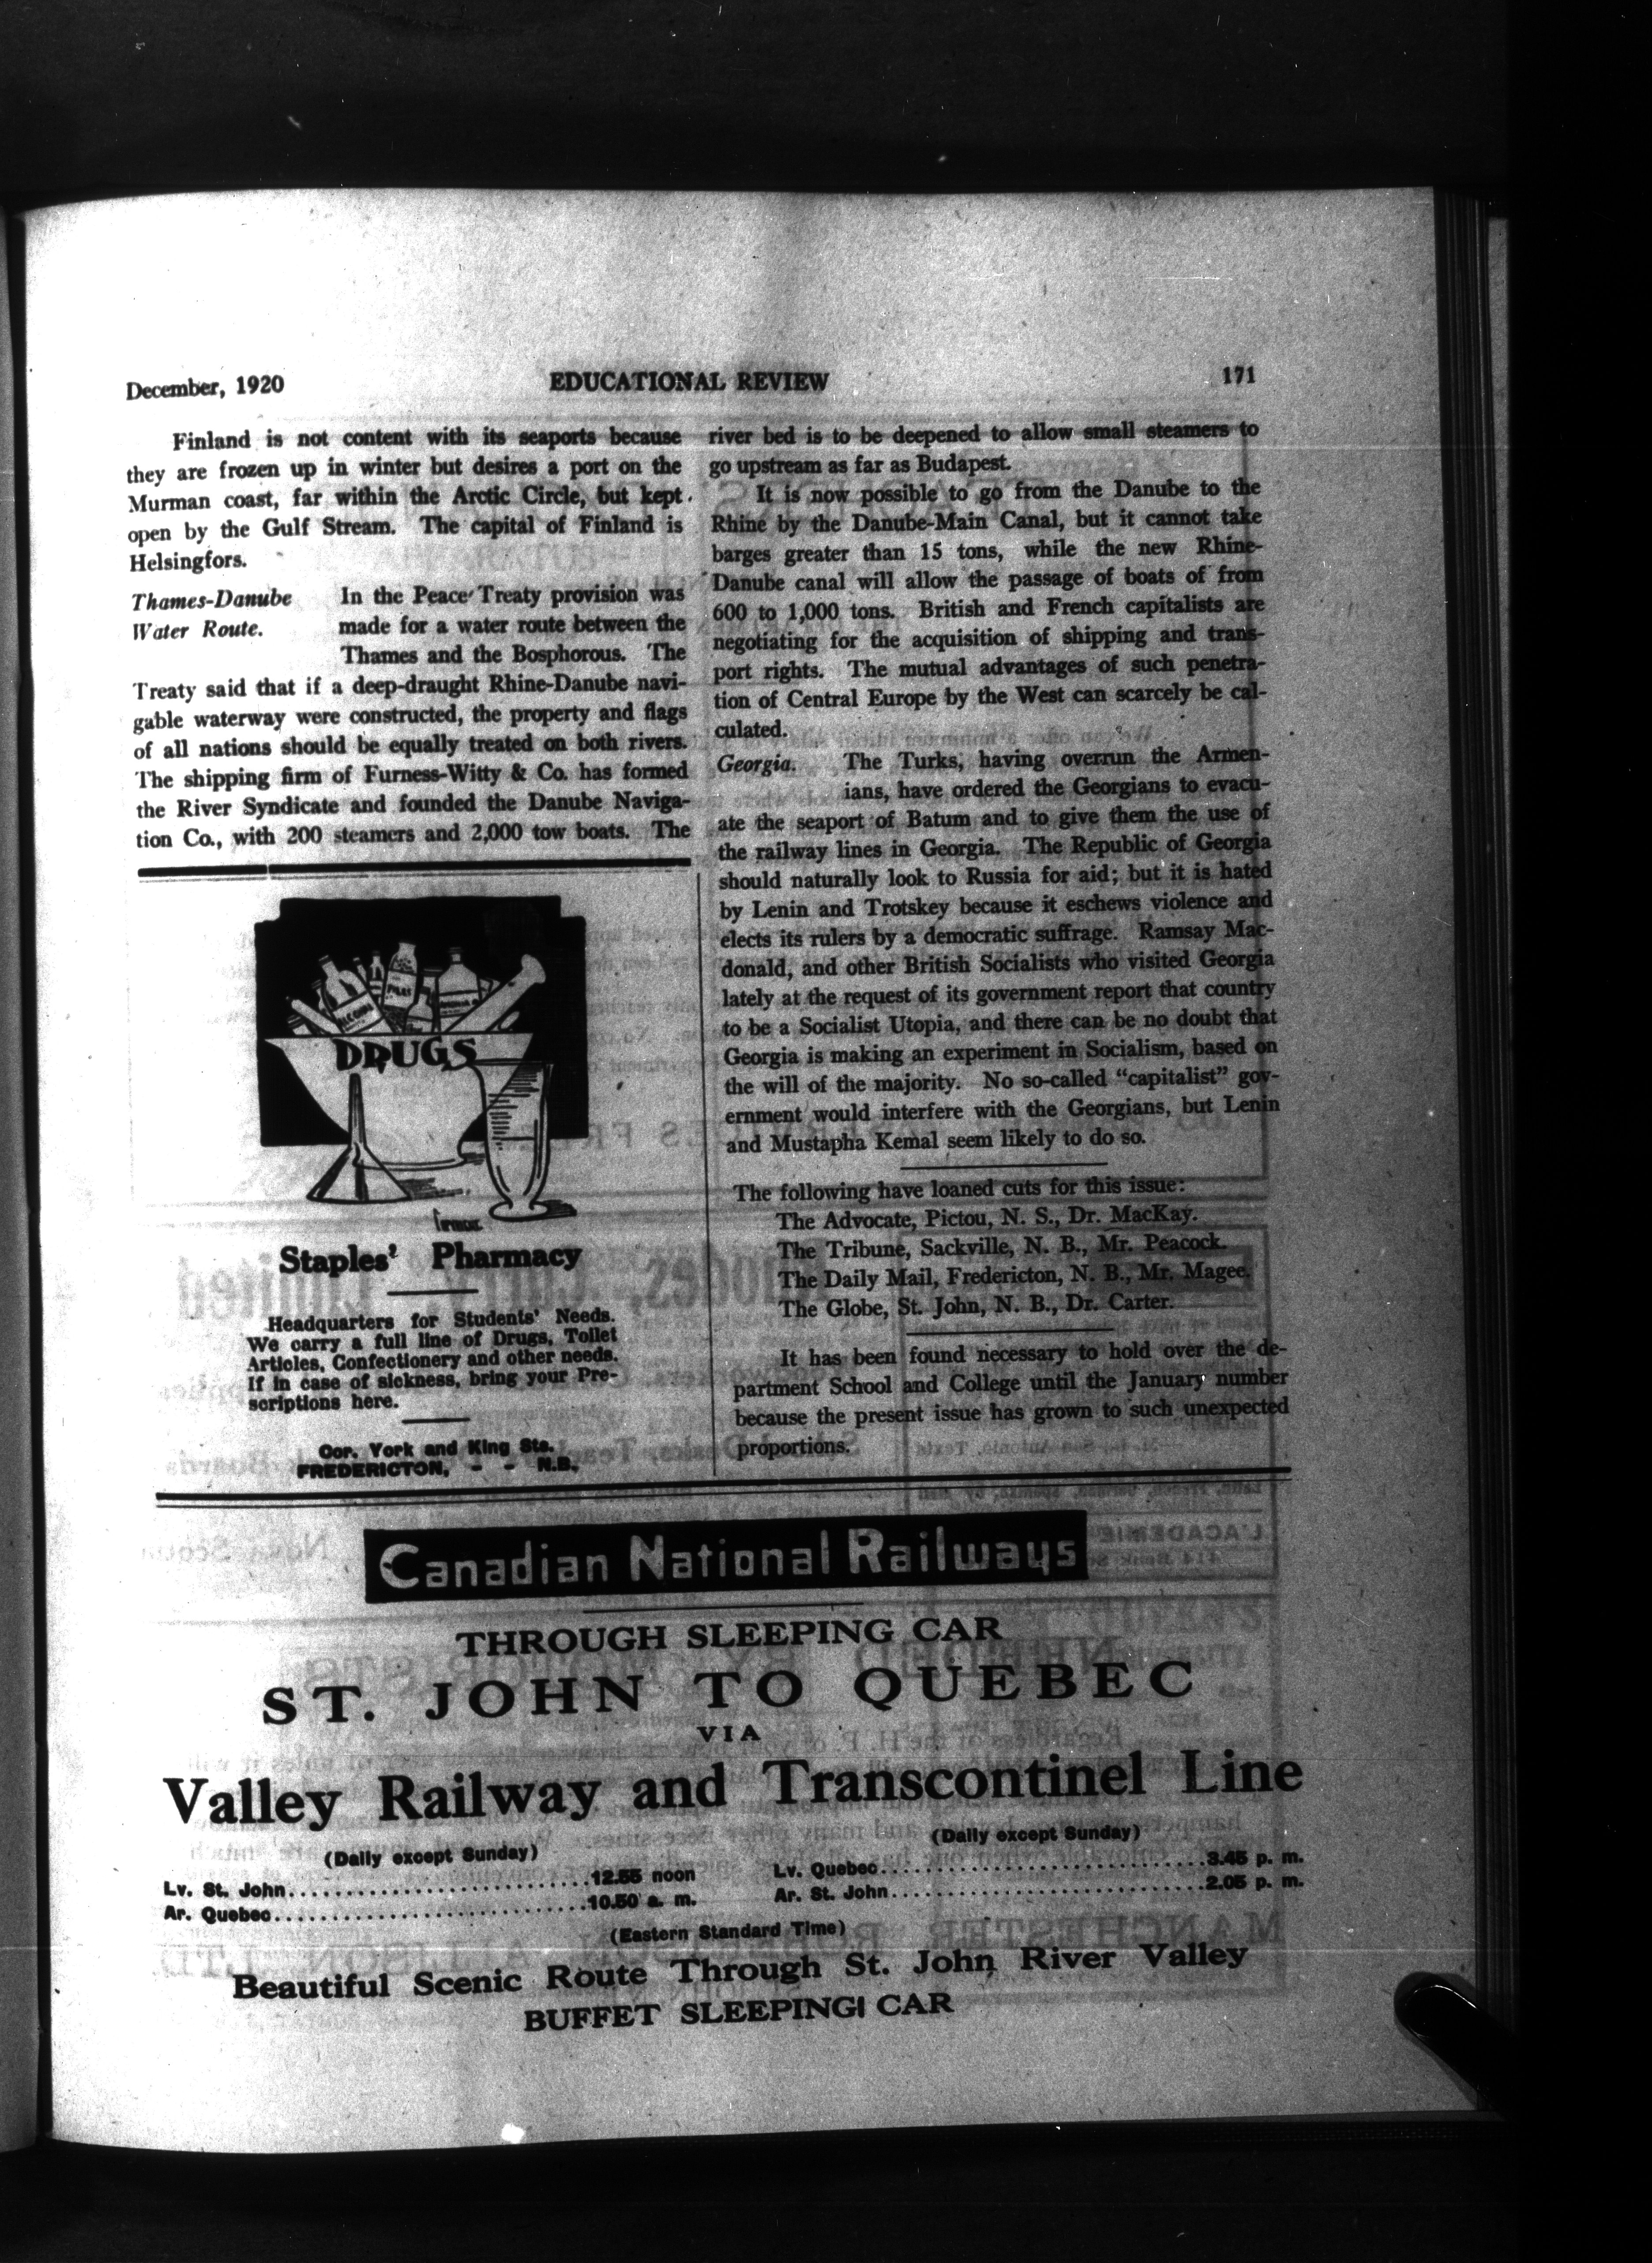 December, 1920
EDUCATIONAL REVIEW
171
Finland is not content with its seaports because
they are frozen up in winter but desires a port on the
Murman coast, far within the Arctic Circle, but kept
open by the Gulf Stream. The capital of Finland is
Helsingfors.
Thames-Danube In the Peace Treaty provision was
Water Route. made for a water route between the
Thames and the Bosphorous. The
Treaty said that if a deep-draught Rhine-Danube navi-
gable waterway were constructed, the property and flags
of all nations should be equally treated on both rivers.
The shipping firm of Furness-Witty & Co. has formed
the River Syndicate and founded the Danube Naviga-
tion Co., with 200 steamers and 2,000 tow boats. The
river bed is to be deepened to allow small steamers to
go upstream as far as Budapest.
It is now possible to go from the Danube to the
Rhine by the Danube-Main Canal, but it cannot take
barges greater than 15 tons, while the new Rhine-
Danube canal will allow the passage of boats of from
600 to 1,000 tons. British and French capitalists are
negotiating for the acquisition of shipping and trans-
port rights. The mutual advantages of such penetra-
tion of Central Europe by the West can scarcely be cal-
culated.
Georgia. The Turks, having overrun the Armen-
ians, have ordered the Georgians to evacu-
ate the seaport of Batum and to give them the use of
the railway lines in Georgia. The Republic of Georgia
should naturally look to Russia for aid; but it is hated
by Lenin and Trotskey because it eschews violence and
elects its rulers by a democratic suffrage. Ramsay Mac-
donald, and other British Socialists who visited Georgia
lately at the request of its government report that country
to be a Socialist Utopia, and there can be no doubt that
Georgia is making an experiment in Socialism, based on
the will of the majority. No so-called “capitalist” gov-
ernment would interfere with the Georgians, but Lenin
and Mustapha Kemal seem likely to do so.
The following have loaned cuts for this issue:
The Advocate, Pictou, N. S., Dr. MacKay.
The Tribune, Sackville, N. B., Mr. Peacock.
The Daily Mail, Fredericton, N. B., Mr. Magee.
The Globe, St. John, N. B., Dr. Carter.
It has been found necessary to hold over the de-
partment School and College until the January number
because the present issue has grown to such unexpected
proportions.
PILLS
DRUGS
Staples' Pharmacy
Headquarters for Students' Needs.
We carry a full line of Drugs, Toilet
Articles, Confectionery and other needs.
If in case of sickness, bring your Pre-
scriptions here.
Cor. York and King Sts.
FREDERICTON, - - N.B.
Canadian National Railways
THROUGH SLEEPING CAR
ST. JOHN TO QUEBEC
VIA
Valley Railway and Transcontinel Line
(Daily except Sunday)
Lv. St. John..............................12.55 noon
Ar. Quebec..............................10.50 a. m.
(Daily except Sunday)
Lv. Quebec..............................3.45 p. m.
Ar. St. John..............................2.05 p. m.
(Eastern Standard Time)
Beautiful Scenic Route Through St. John River Valley
BUFFET SLEEPING CAR